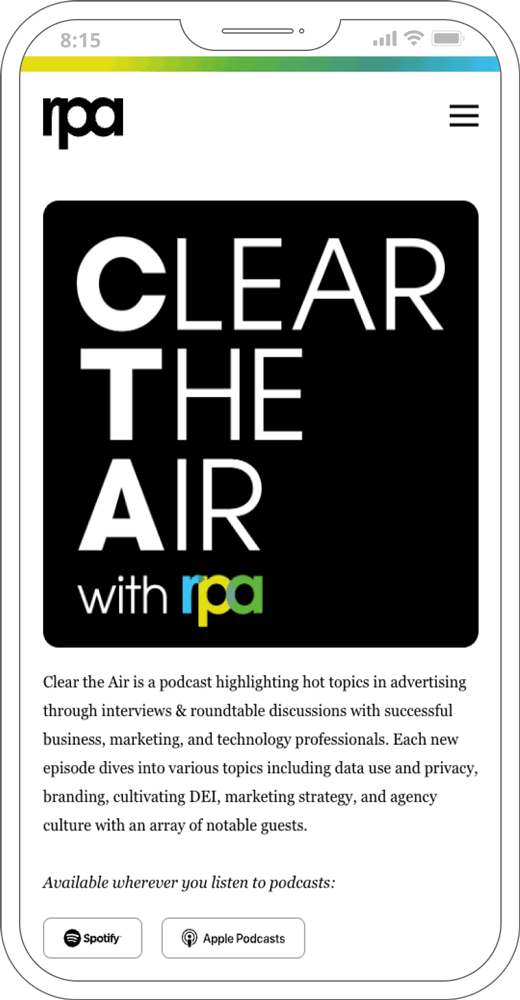 8:15
rpa
CLEAR
THE
AIR
with rpa
Clear the Air is a podcast highlighting hot topics in advertising
through interviews & roundtable discussions with successful
business, marketing, and technology professionals. Each new
episode dives into various topics including data use and privacy,
branding, cultivating DEI, marketing strategy, and agency
culture with an array of notable guests.
Available wherever you listen to podcasts:
Spotify
Apple Podcasts